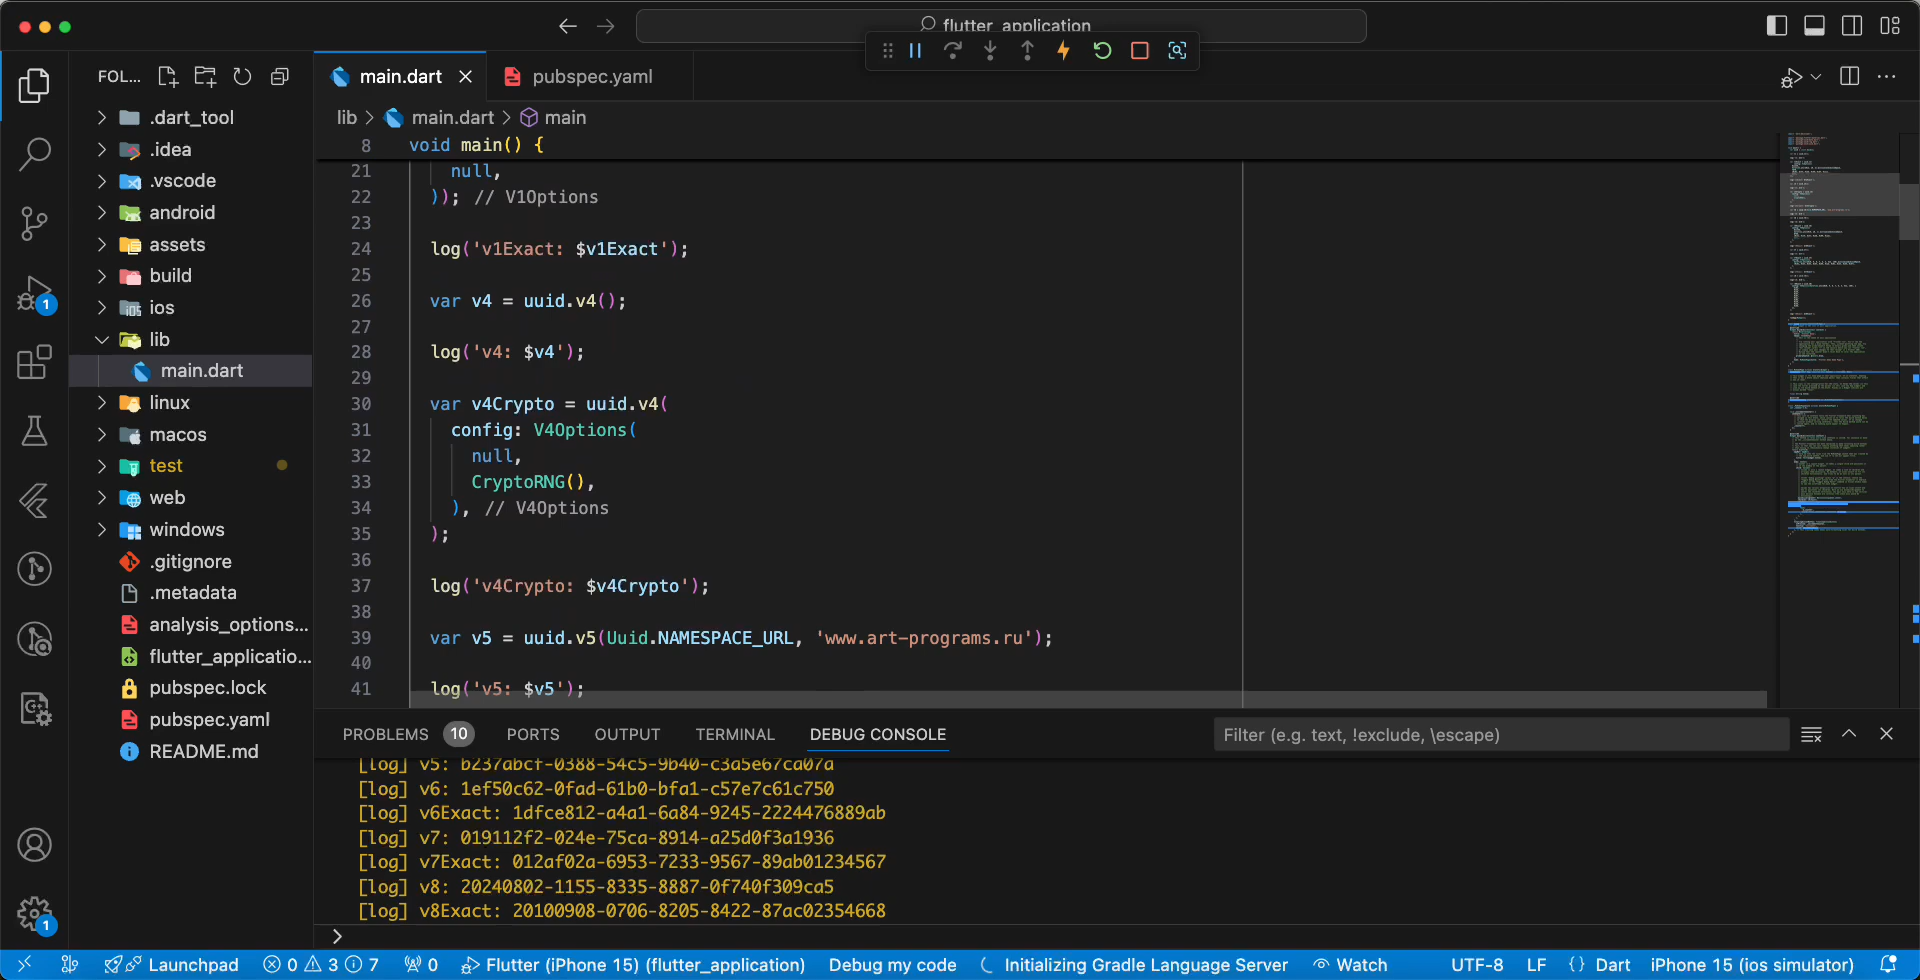 flutter_application
FOL...
main.dart
pubspec.yaml
.dart_tool
.idea
.vscode
android
assets
build
ios
lib
main.dart
linux
macos
test
web
windows
.gitignore
.metadata
analysis_options...
flutter_applicatio...
pubspec.lock
pubspec.yaml
README.md
1
1
lib > main.dart > main
8 void main() {
21 null,
22 )); // V1Options
23
24 log('v1Exact: $v1Exact');
25
26 var v4 = uuid.v4();
27
28 log('v4: $v4');
29
30 var v4Crypto = uuid.v4(
31 config: V4Options(
32 null,
33 CryptoRNG(),
34 ), // V4Options
35 );
36
37 log('v4Crypto: $v4Crypto');
38
39 var v5 = uuid.v5(Uuid.NAMESPACE_URL, 'www.art-programs.ru');
40
41 log('v5: $v5');
PROBLEMS 10 PORTS OUTPUT TERMINAL DEBUG CONSOLE Filter (e.g. text, !exclude, \escape)
[log] v5: b237abcf-0388-54c5-9b40-c3a5e67ca07a
[log] v6: 1ef50c62-0fad-61b0-bfa1-c57e7c61c750
[log] v6Exact: 1dfce812-a4a1-6a84-9245-2224476889ab
[log] v7: 019112f2-024e-75ca-8914-a25d0f3a1936
[log] v7Exact: 012af02a-6953-7233-9567-89ab01234567
[log] v8: 20240802-1155-8335-8887-0f740f309ca5
[log] v8Exact: 20100908-0706-8205-8422-87ac02354668
>
Launchpad 0 3 7 0 Flutter (iPhone 15) (flutter_application) Debug my code Initializing Gradle Language Server Watch UTF-8 LF {} Dart iPhone 15 (ios simulator)